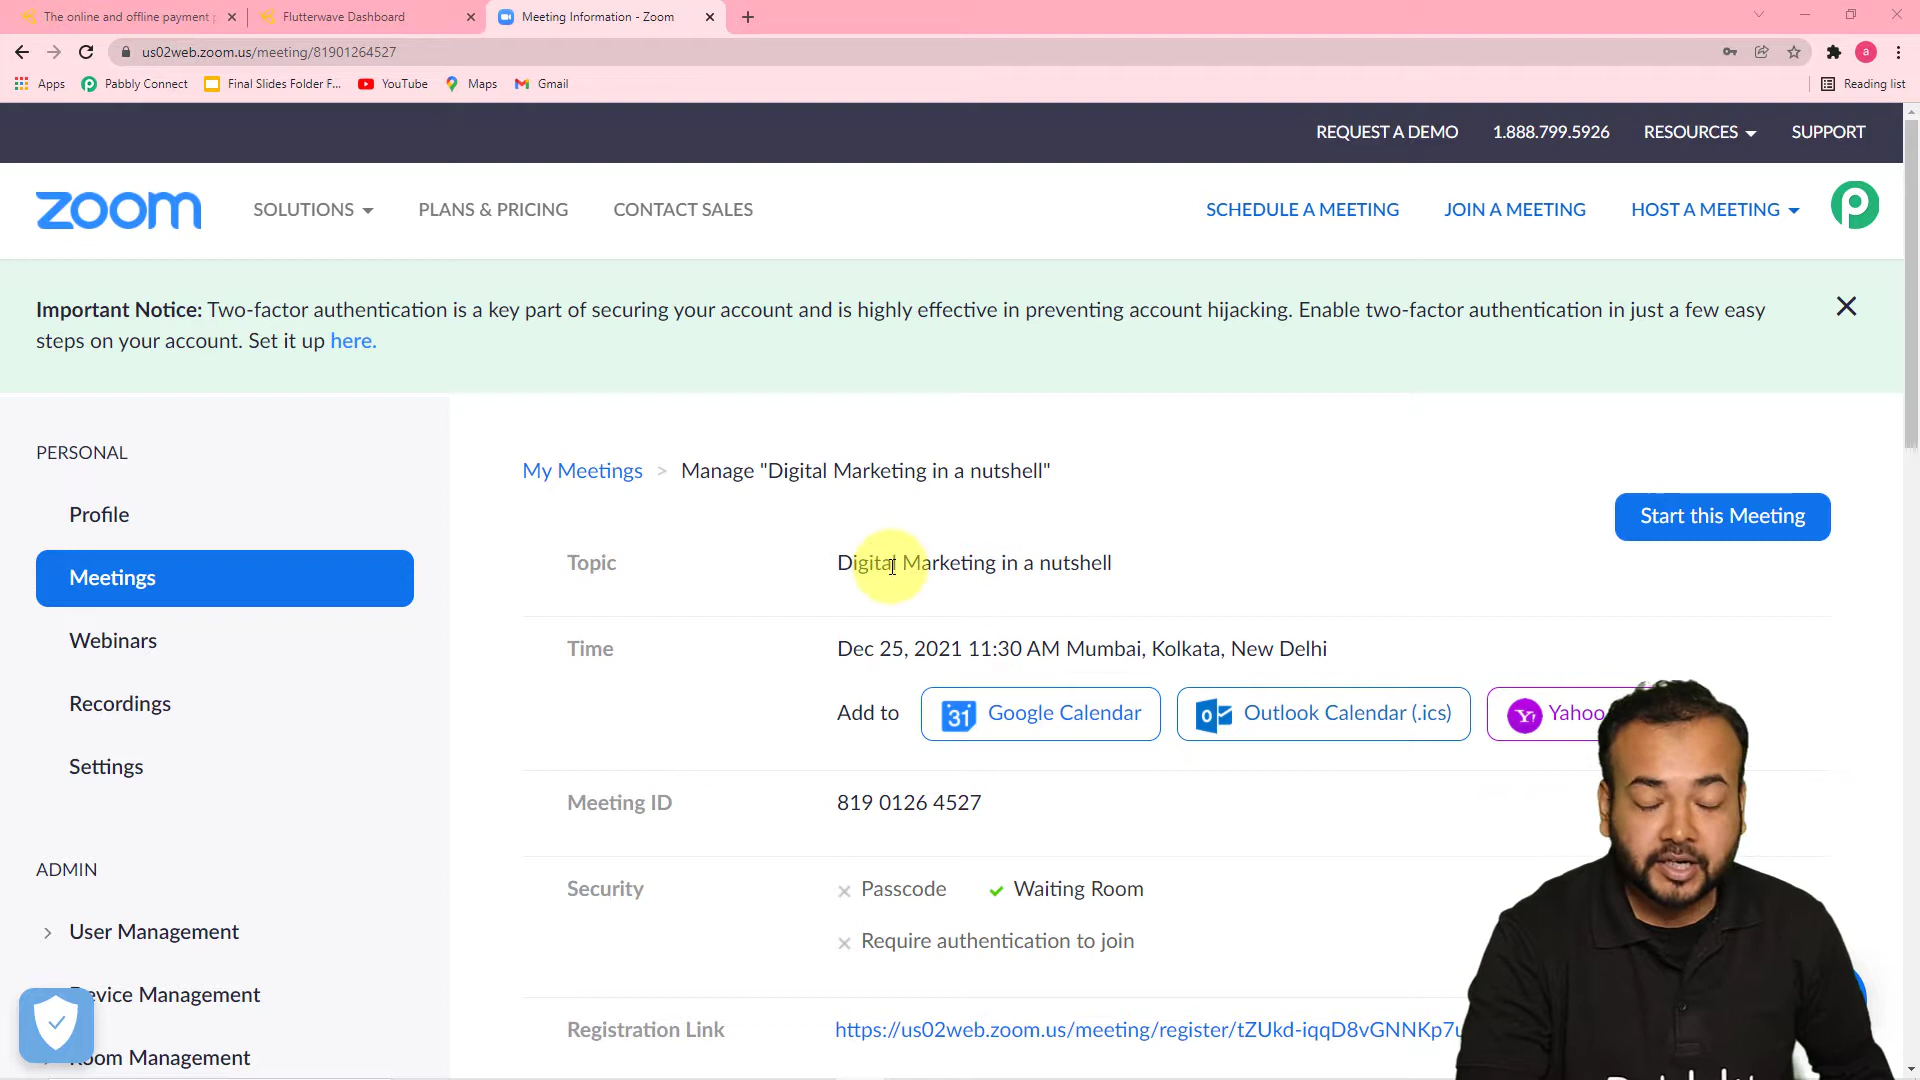 The online and offline payment
Flutterwave Dashboard
Meeting Information - Zoom
us02web.zoom.us/meeting/81901264527
a
Apps
Pabbly Connect
Final Slides Folder F...
YouTube
Maps
Gmail
Reading list
REQUEST A DEMO 1.888.799.5926 RESOURCES SUPPORT
zoom SOLUTIONS PLANS & PRICING CONTACT SALES SCHEDULE A MEETING JOIN A MEETING HOST A MEETING
Important Notice: Two-factor authentication is a key part of securing your account and is highly effective in preventing account hijacking. Enable two-factor authentication in just a few easy
steps on your account. Set it up here.
PERSONAL
Profile
Meetings
Webinars
Recordings
Settings
ADMIN
User Management
Device Management
Room Management
My Meetings > Manage "Digital Marketing in a nutshell"
Start this Meeting
Topic Digital Marketing in a nutshell
Time Dec 25, 2021 11:30 AM Mumbai, Kolkata, New Delhi
Add to 31 Google Calendar Outlook Calendar (.ics) Yahoo
Meeting ID 819 0126 4527
Security Passcode Waiting Room
Require authentication to join
Registration Link https://us02web.zoom.us/meeting/register/tZUkd-iqqD8vGNNKp7u